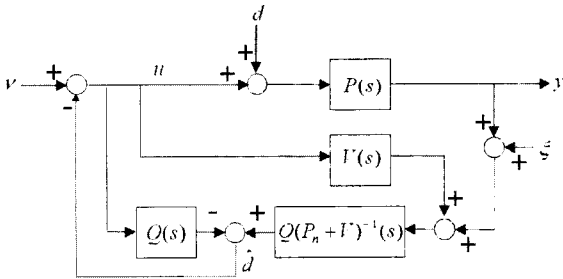 d
+
ν + u + P(s) y
-
+
+ ξ
V(s)
+
Q(s) - + Q(P_n + V)^{-1}(s) +
d̂